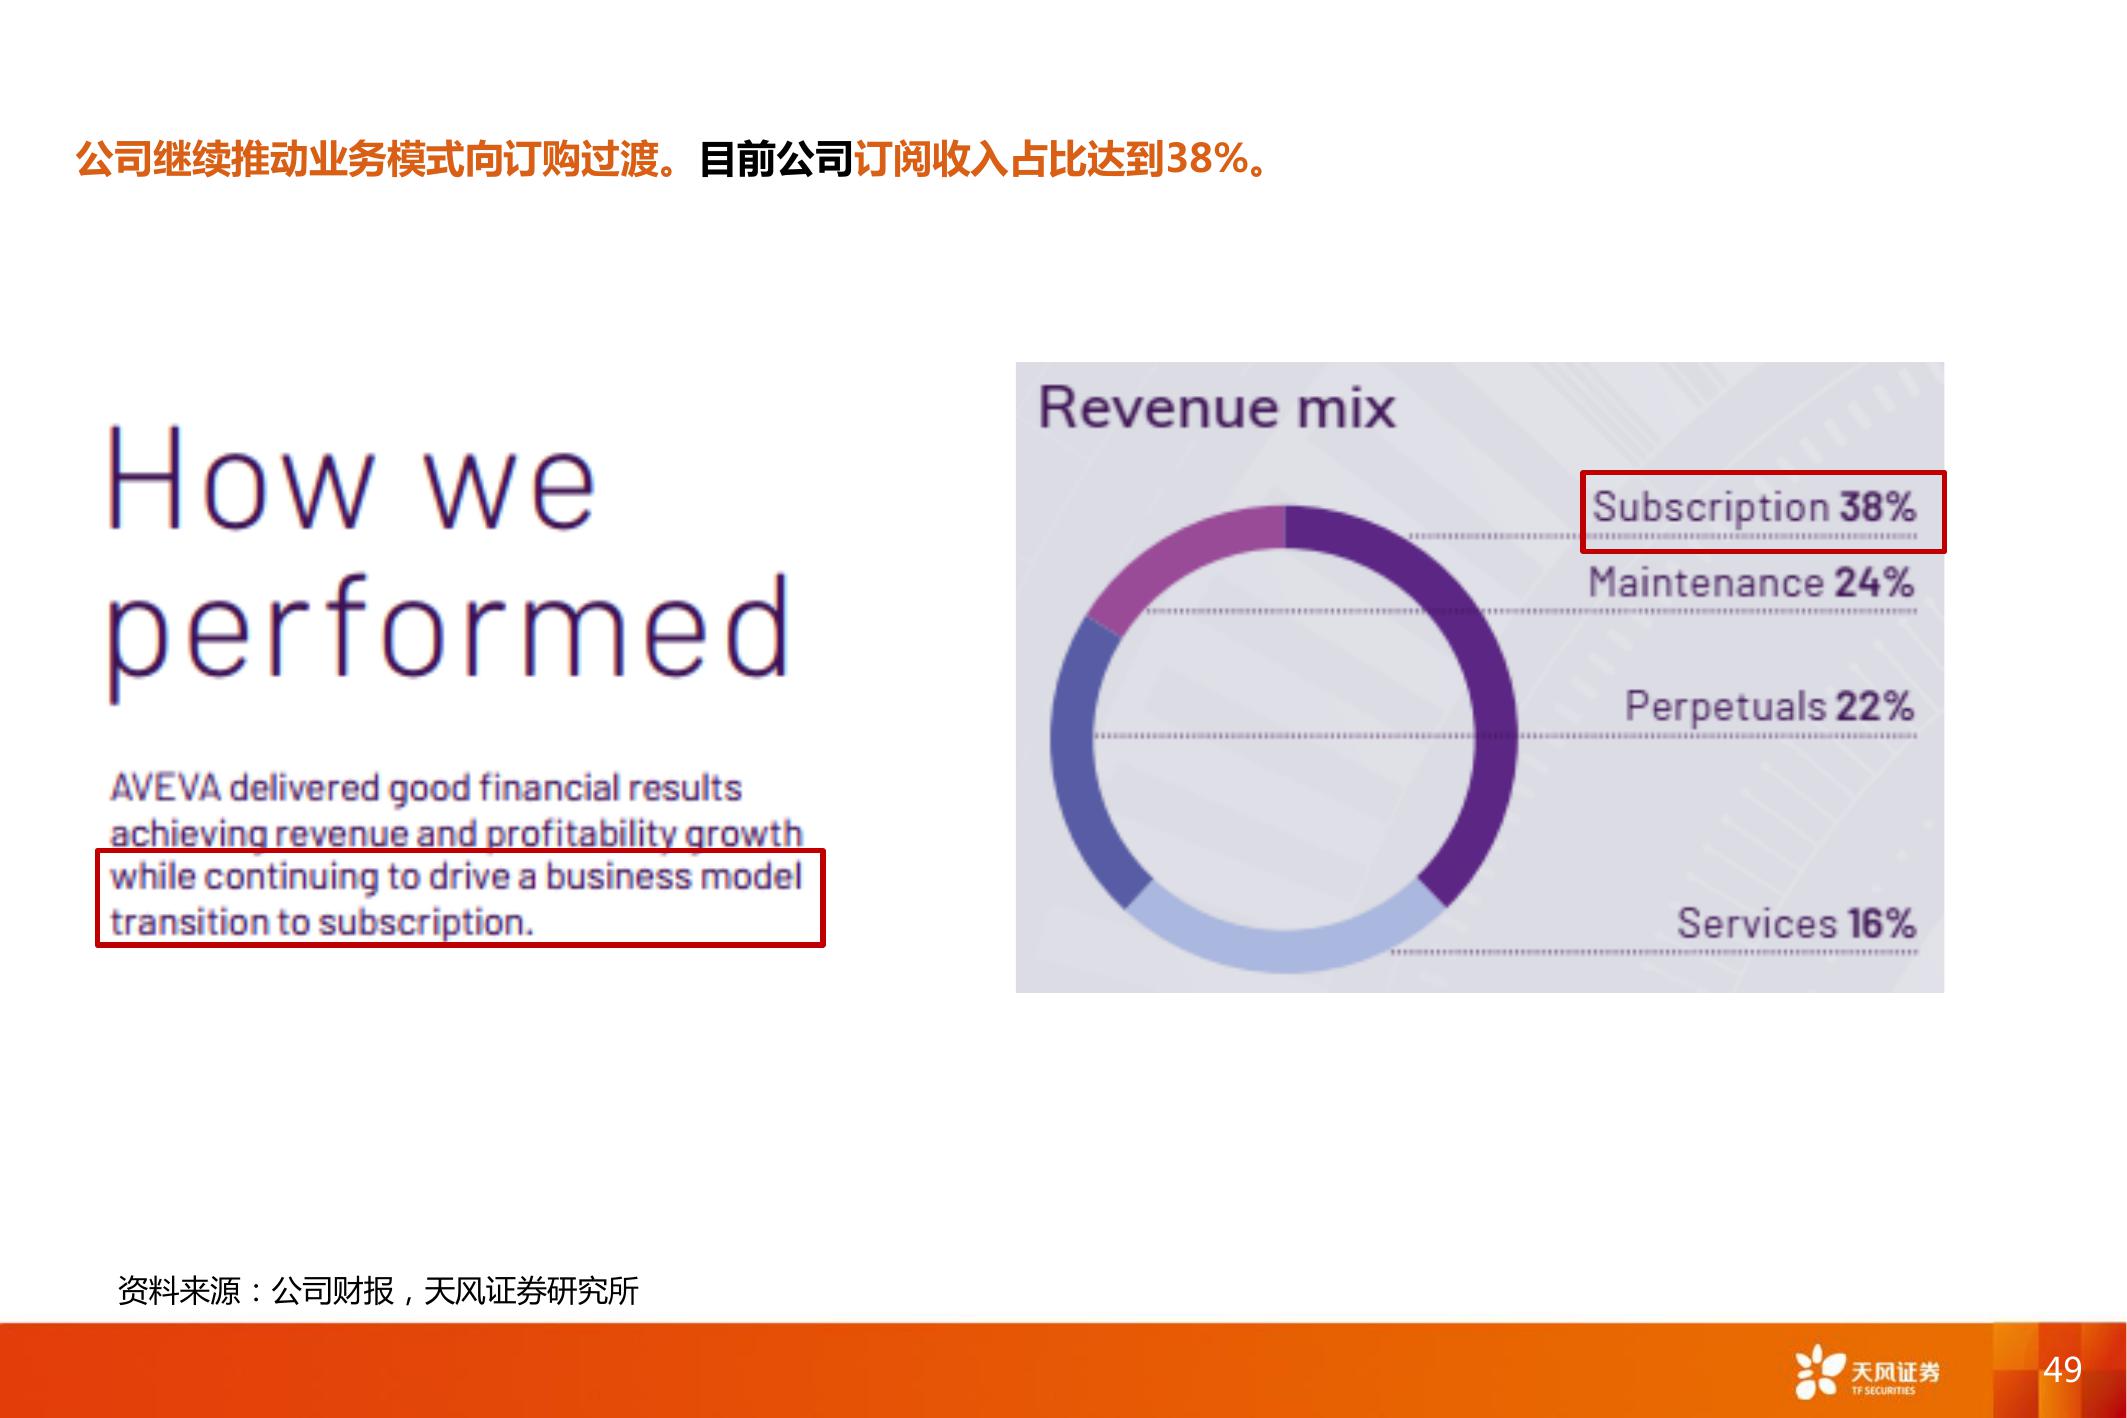 公司继续推动业务模式向订购过渡。目前公司订阅收入占比达到38%。
How we
performed
AVEVA delivered good financial results
achieving revenue and profitability growth
while continuing to drive a business model
transition to subscription.
Revenue mix
Subscription 38%
Maintenance 24%
Perpetuals 22%
Services 16%
资料来源：公司财报，天风证券研究所
天风证券
TF SECURITIES
49